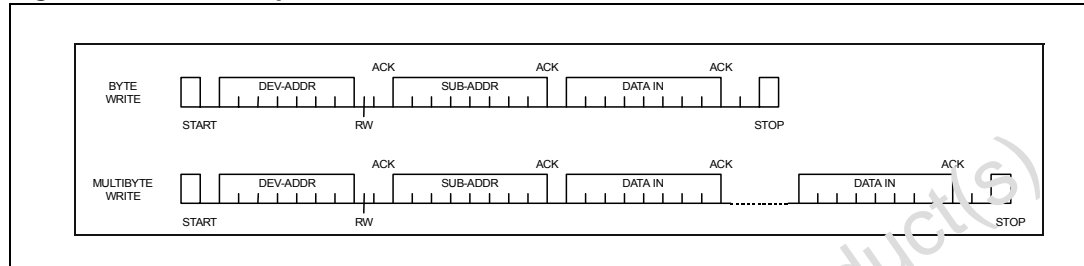 ACK ACK ACK
BYTE WRITE DEV-ADDR SUB-ADDR DATA IN
START RW STOP
ACK ACK ACK ACK
MULTIBYTE WRITE DEV-ADDR SUB-ADDR DATA IN DATA IN
START RW STOP
duct(s)